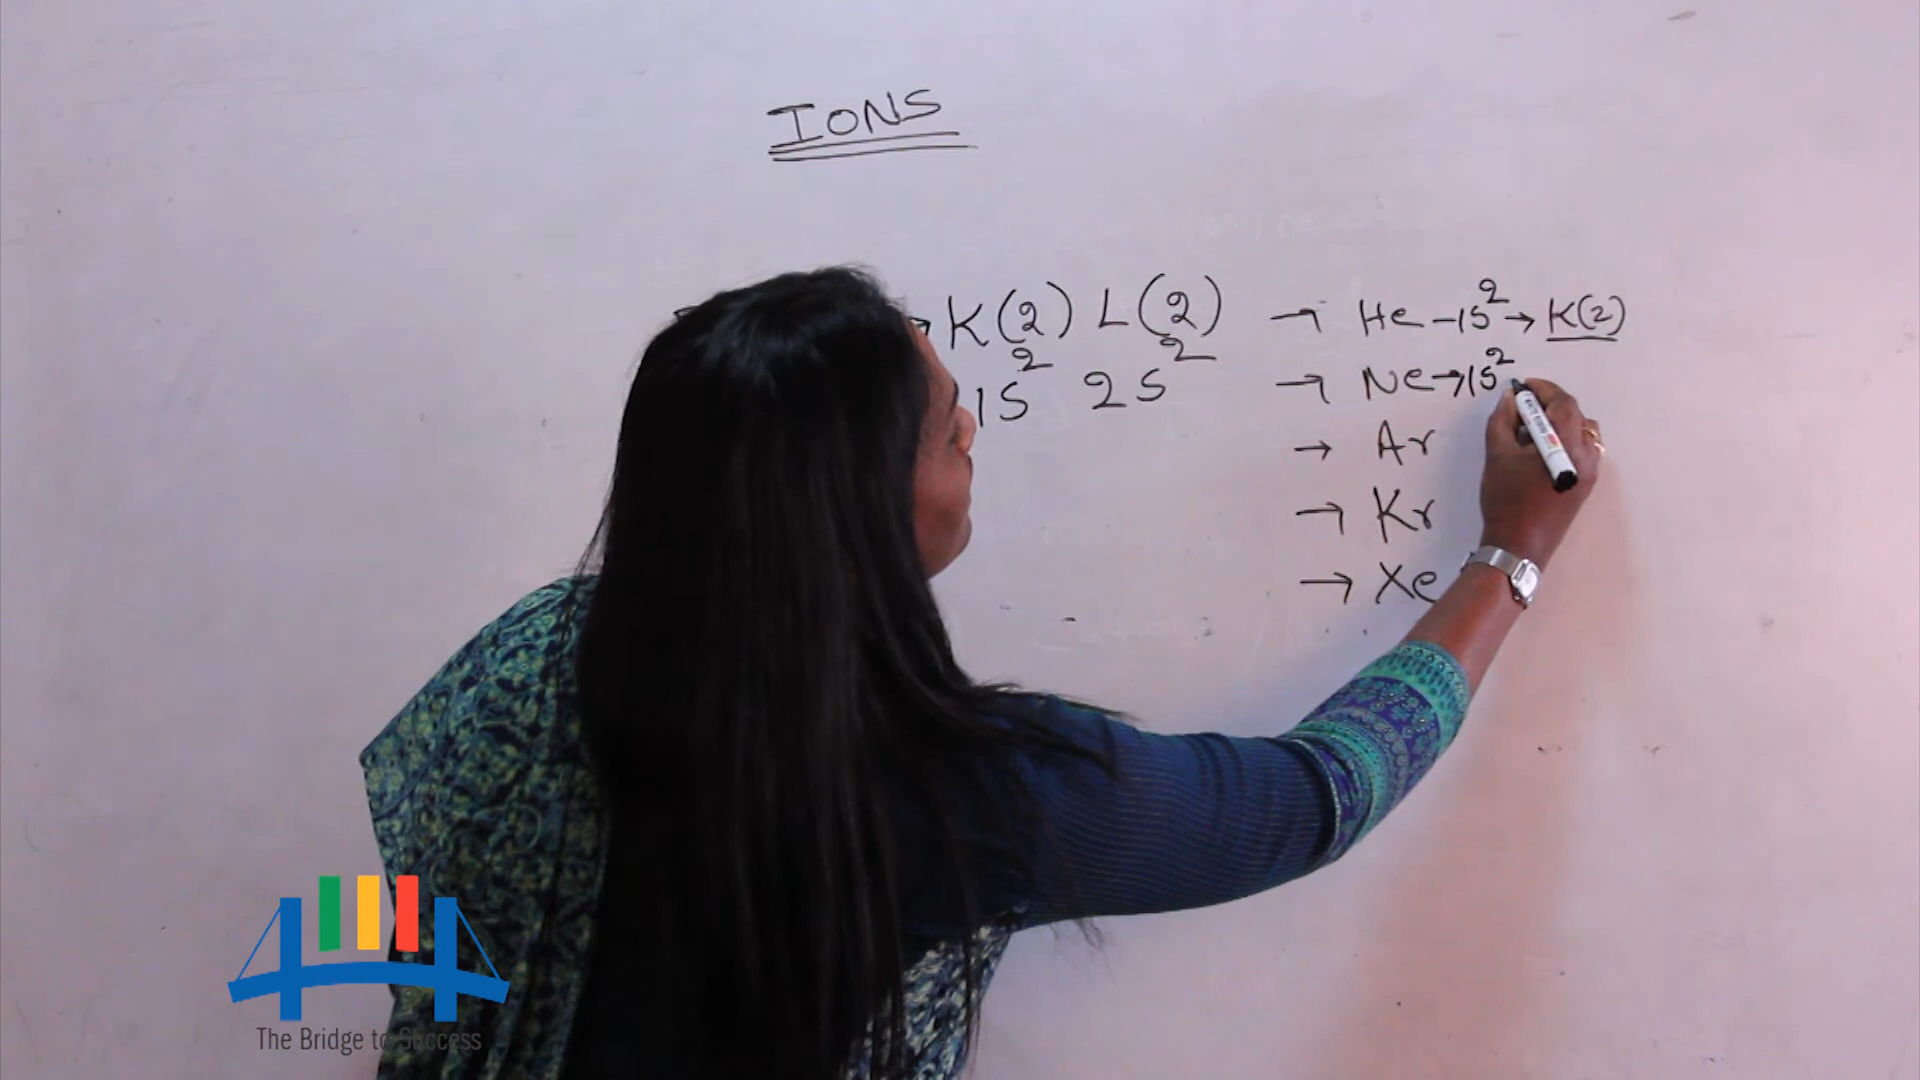 IONS
K(2) L(2) → He - 1s² → K(2)
1s² 2s² → Ne → 1s²
→ Ar
→ Kr
→ Xe
The Bridge to Success